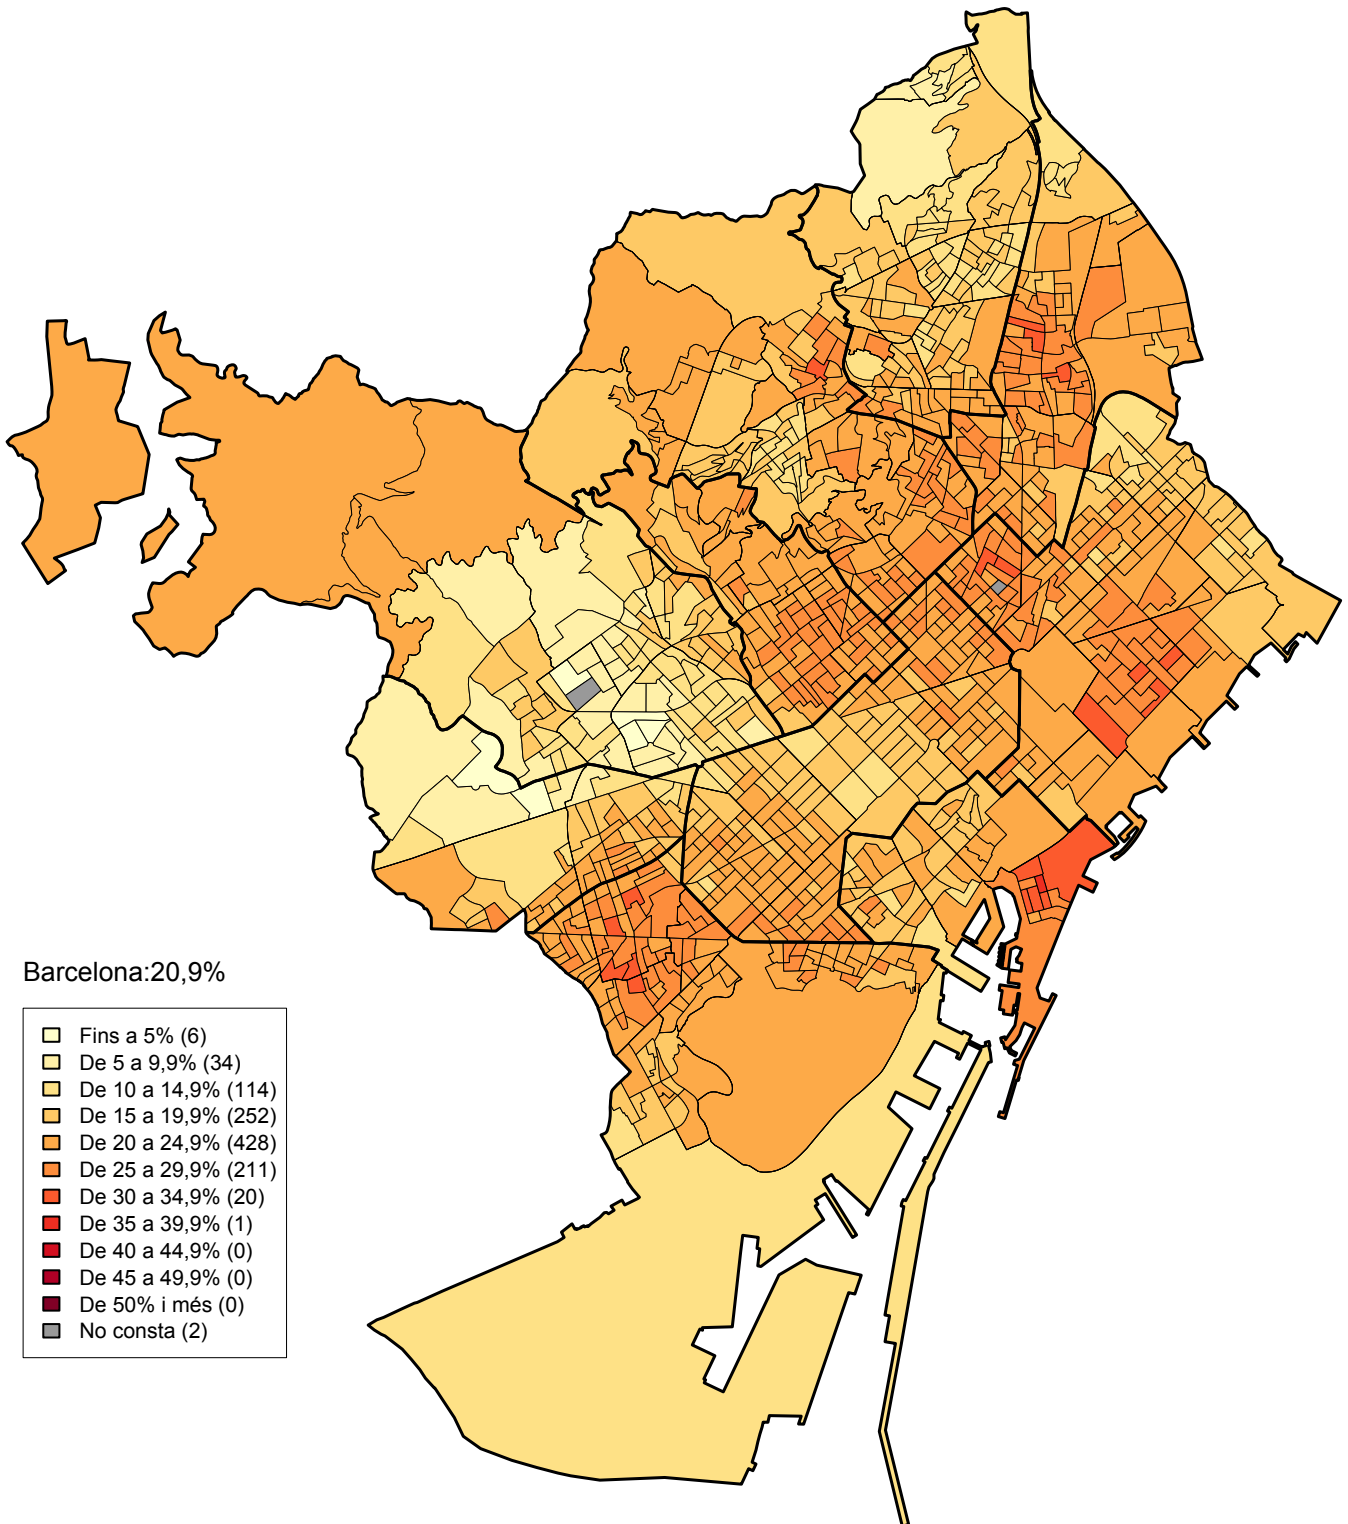 Barcelona:20,9%
Fins a 5% (6)
De 5 a 9,9% (34)
De 10 a 14,9% (114)
De 15 a 19,9% (252)
De 20 a 24,9% (428)
De 25 a 29,9% (211)
De 30 a 34,9% (20)
De 35 a 39,9% (1)
De 40 a 44,9% (0)
De 45 a 49,9% (0)
De 50% i més (0)
No consta (2)